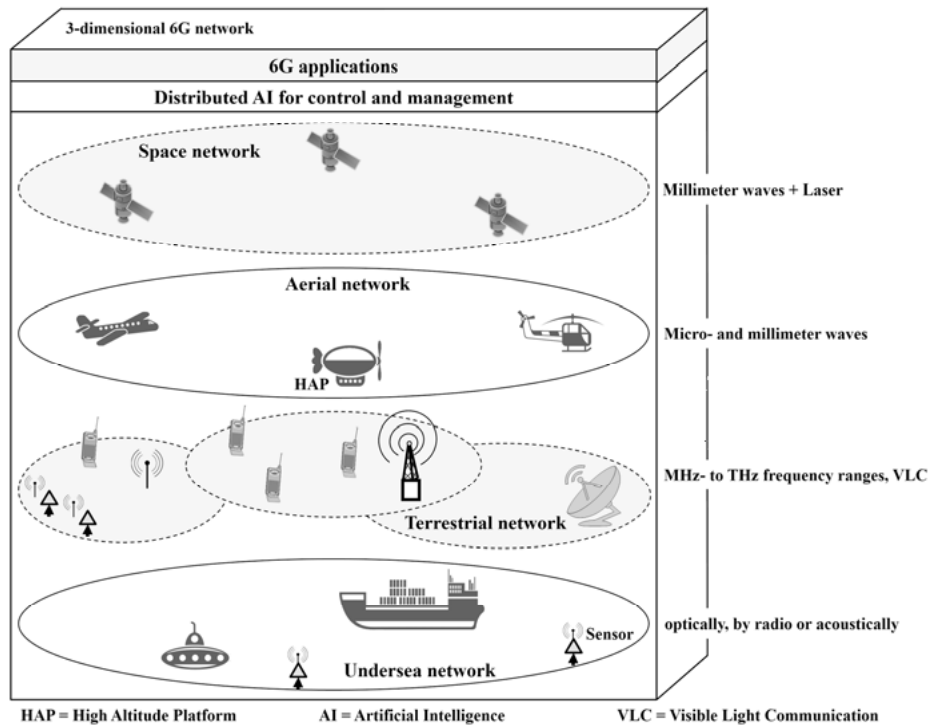 3-dimensional 6G network
6G applications
Distributed AI for control and management
Space network
Millimeter waves + Laser
Aerial network
Micro- and millimeter waves
HAP
MHz- to THz frequency ranges, VLC
Terrestrial network
optically, by radio or acoustically
Sensor
Undersea network
HAP = High Altitude Platform
AI = Artificial Intelligence
VLC = Visible Light Communication